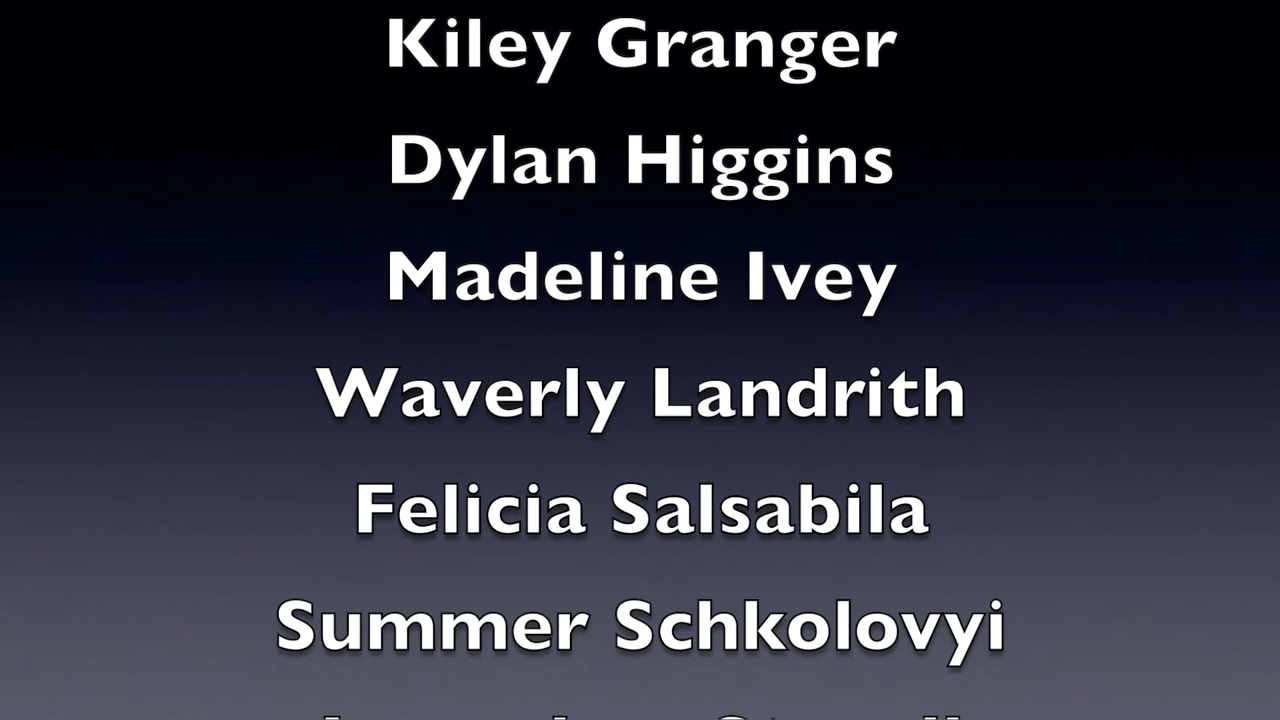 Kiley Granger
Dylan Higgins
Madeline Ivey
Waverly Landrith
Felicia Salsabila
Summer Schkolovyi